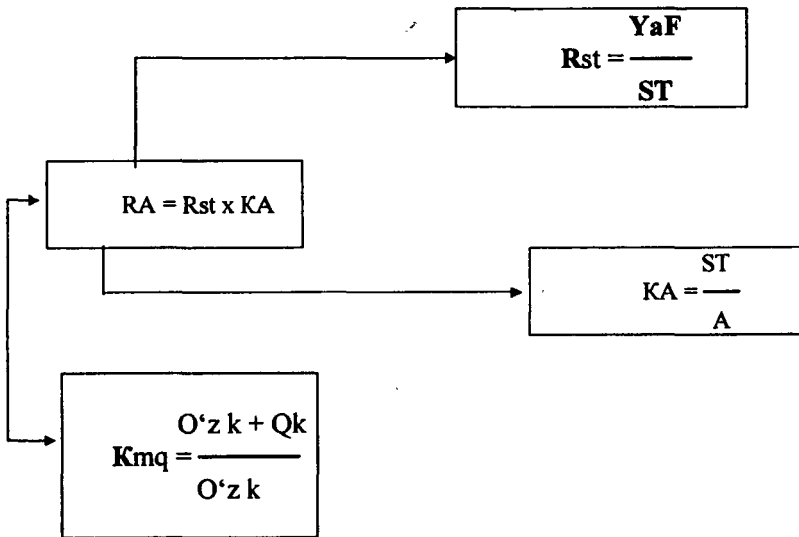 YaF
Rst =
ST
RA = Rst x KA
ST
KA =
A
O‘z k + Qk
Kmq =
O‘z k